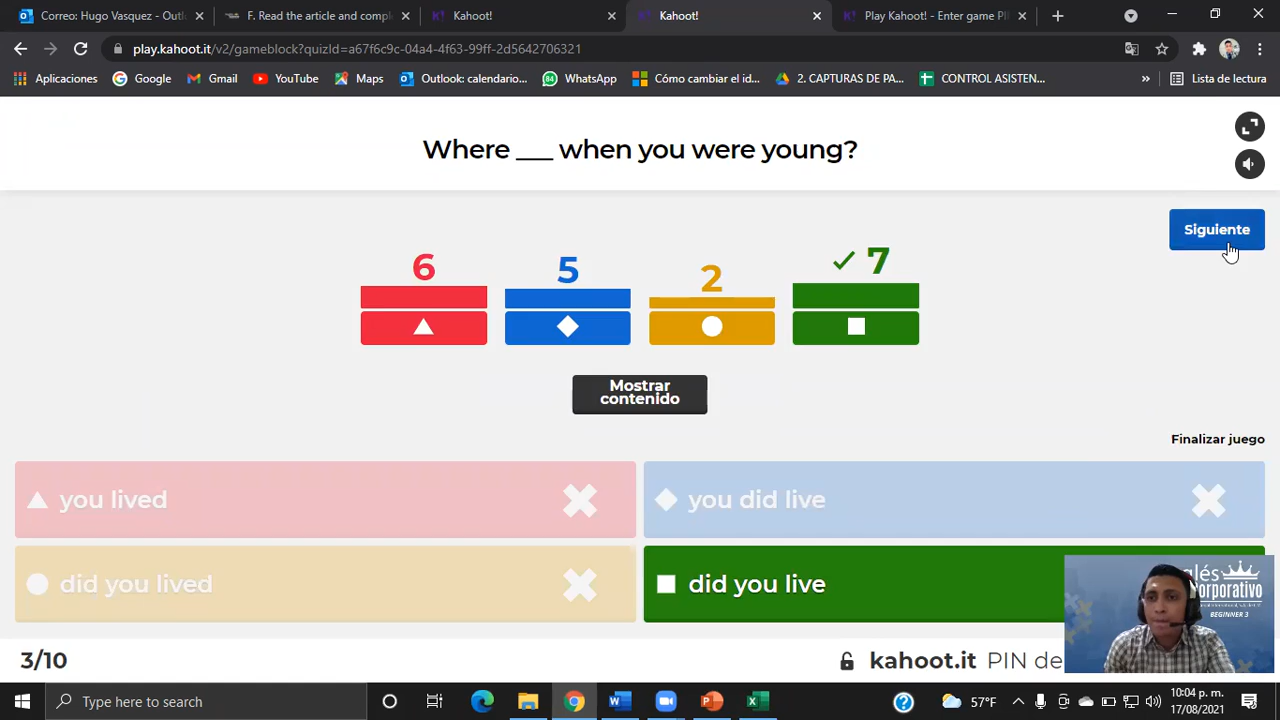 Correo: Hugo Vasquez - Outl
F. Read the article and compl
Kahoot!
Kahoot!
Play Kahoot! - Enter game PI
play.kahoot.it/v2/gameblock?quizId=a67f6c9c-04a4-4f63-99ff-2d5642706321
Aplicaciones
Google
Gmail
YouTube
Maps
Outlook: calendario...
WhatsApp
Cómo cambiar el id...
2. CAPTURAS DE PA...
CONTROL ASISTEN...
»
Lista de lectura
Where ___ when you were young?
Siguiente
6
5
2
7
Mostrar
contenido
Finalizar juego
you lived
you did live
did you lived
did you live
glés
orporativo
BEGINNER 3
3/10
kahoot.it PIN de
Type here to search
57°F
10:04 p. m.
17/08/2021